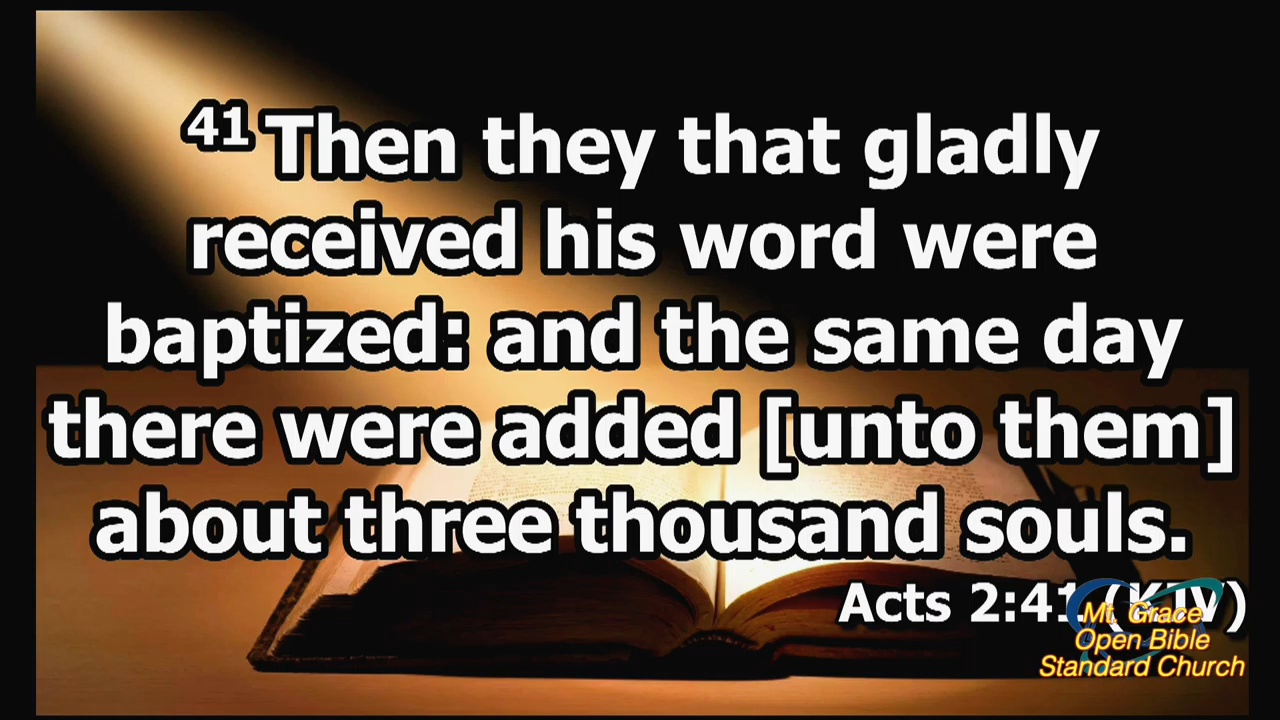 41 Then they that gladly
received his word were
baptized: and the same day
there were added [unto them]
about three thousand souls.
Acts 2:41 (KJV)
Mt. Grace
Open Bible
Standard Church